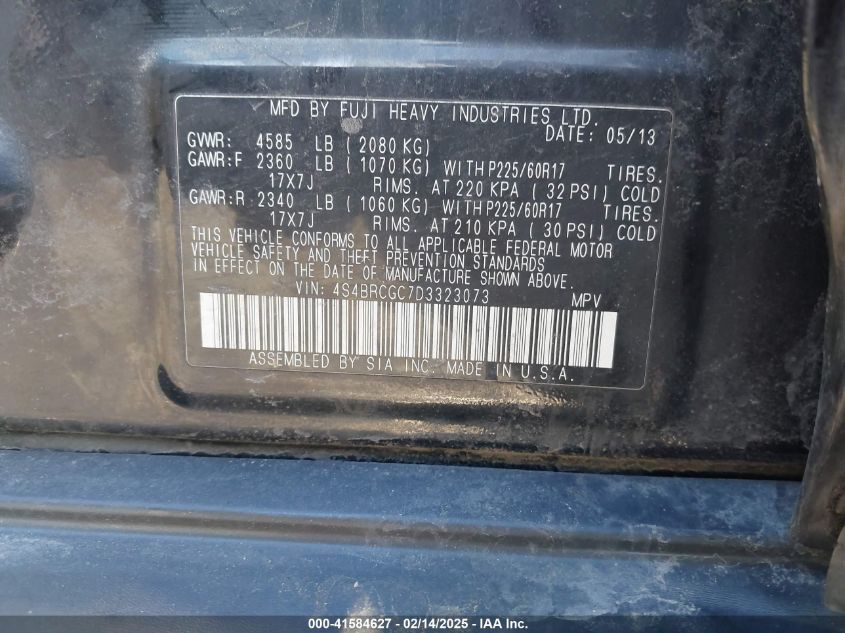 MFD BY FUJI HEAVY INDUSTRIES LTD.
DATE: 05/13
GVWR: 4585 LB ( 2080 KG)
GAWR:F 2360 LB ( 1070 KG) WITH P225/60R17 TIRES.
17X7J RIMS. AT 220 KPA ( 32 PSI) COLD
GAWR:R 2340 LB ( 1060 KG) WITH P225/60R17 TIRES.
17X7J RIMS. AT 210 KPA ( 30 PSI) COLD
THIS VEHICLE CONFORMS TO ALL APPLICABLE FEDERAL MOTOR
VEHICLE SAFETY AND THEFT PREVENTION STANDARDS
IN EFFECT ON THE DATE OF MANUFACTURE SHOWN ABOVE.
VIN: 4S4BRCGC7D3323073 MPV
ASSEMBLED BY SIA INC. MADE IN U.S.A.
000-41584627 - 02/14/2025 - IAAI.com